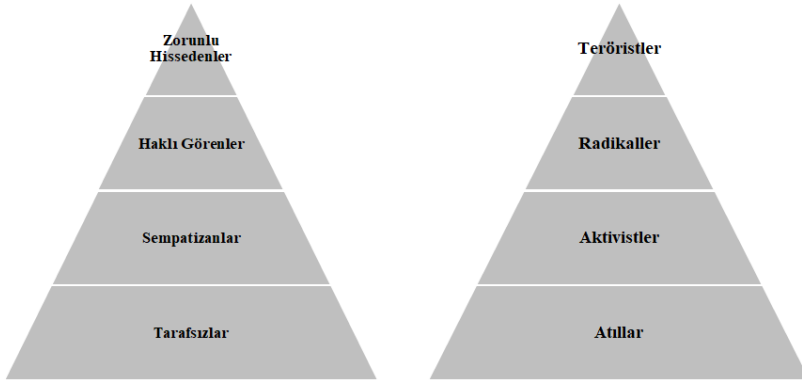 Zorunlu
Hissedenler
Haklı Görenler
Sempatizanlar
Tarafsızlar
Teröristler
Radikaller
Aktivistler
Atıllar